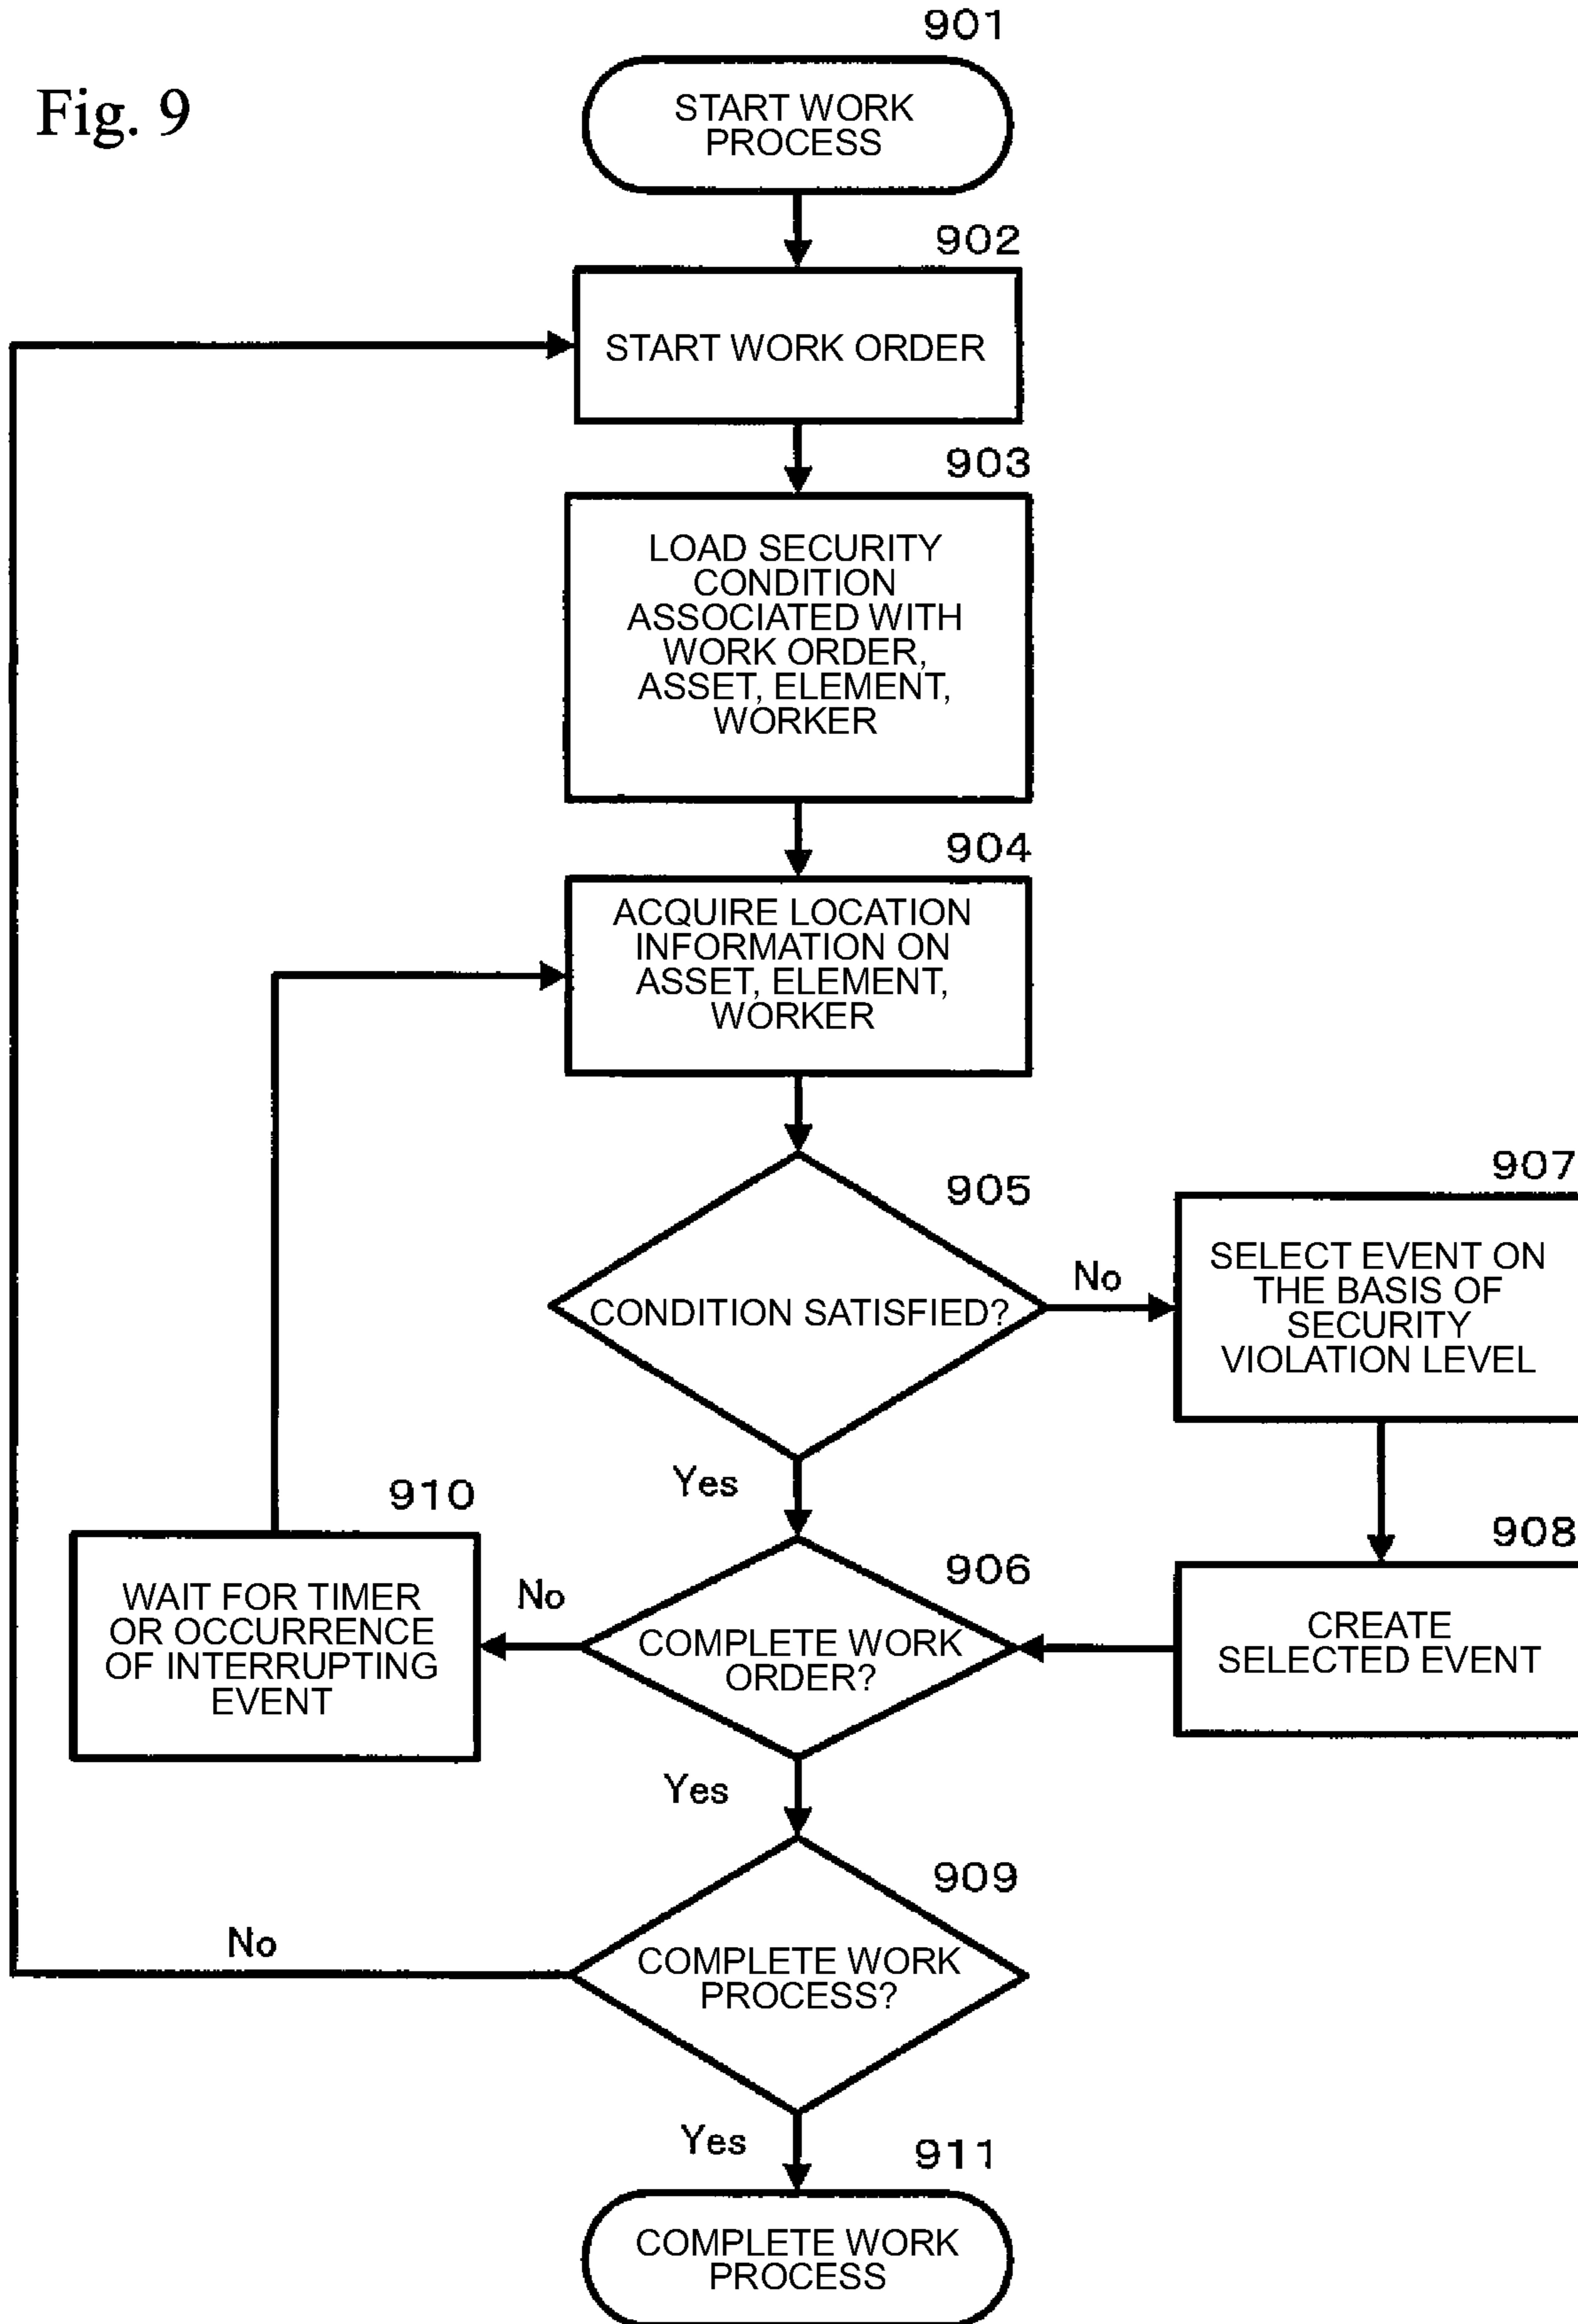 Fig. 9
901
START WORK
PROCESS
902
START WORK ORDER
903
LOAD SECURITY
CONDITION
ASSOCIATED WITH
WORK ORDER,
ASSET, ELEMENT,
WORKER
904
ACQUIRE LOCATION
INFORMATION ON
ASSET, ELEMENT,
WORKER
905
CONDITION SATISFIED?
No
Yes
907
SELECT EVENT ON
THE BASIS OF
SECURITY
VIOLATION LEVEL
908
CREATE
SELECTED EVENT
906
COMPLETE WORK
ORDER?
No
Yes
910
WAIT FOR TIMER
OR OCCURRENCE
OF INTERRUPTING
EVENT
909
COMPLETE WORK
PROCESS?
No
Yes
911
COMPLETE WORK
PROCESS